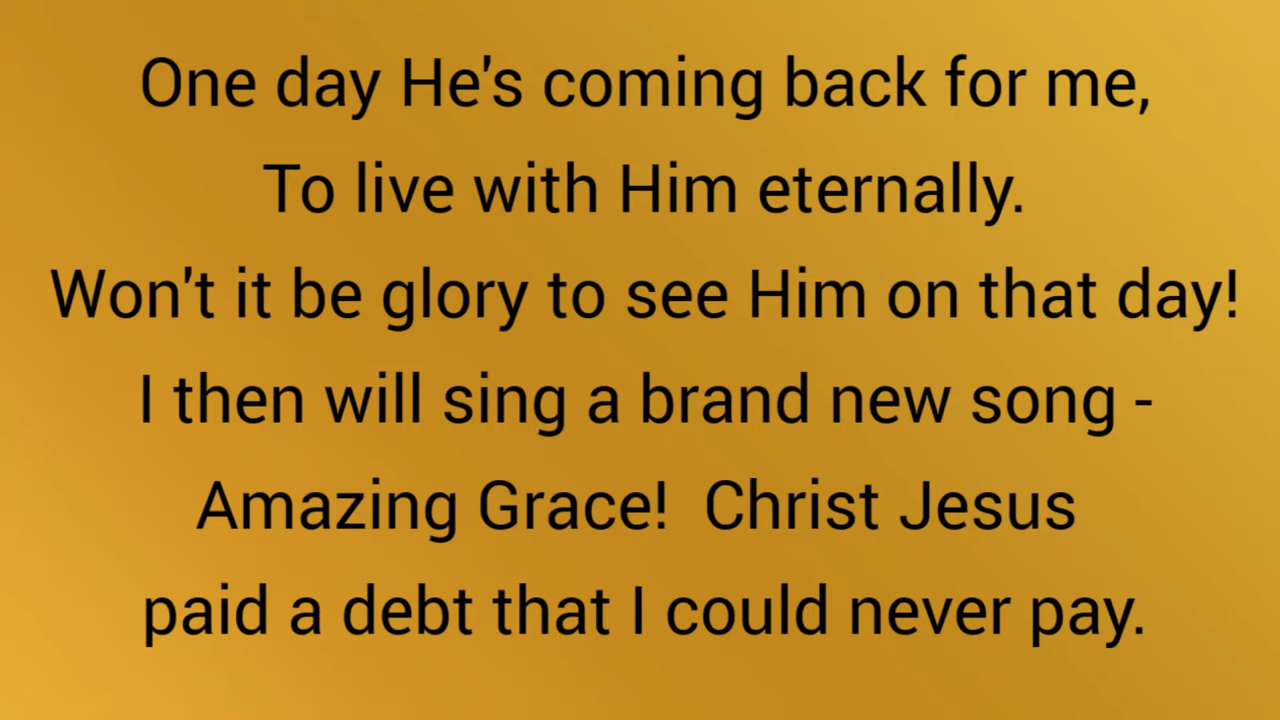 One day He's coming back for me,
To live with Him eternally.
Won't it be glory to see Him on that day!
I then will sing a brand new song -
Amazing Grace!  Christ Jesus
paid a debt that I could never pay.